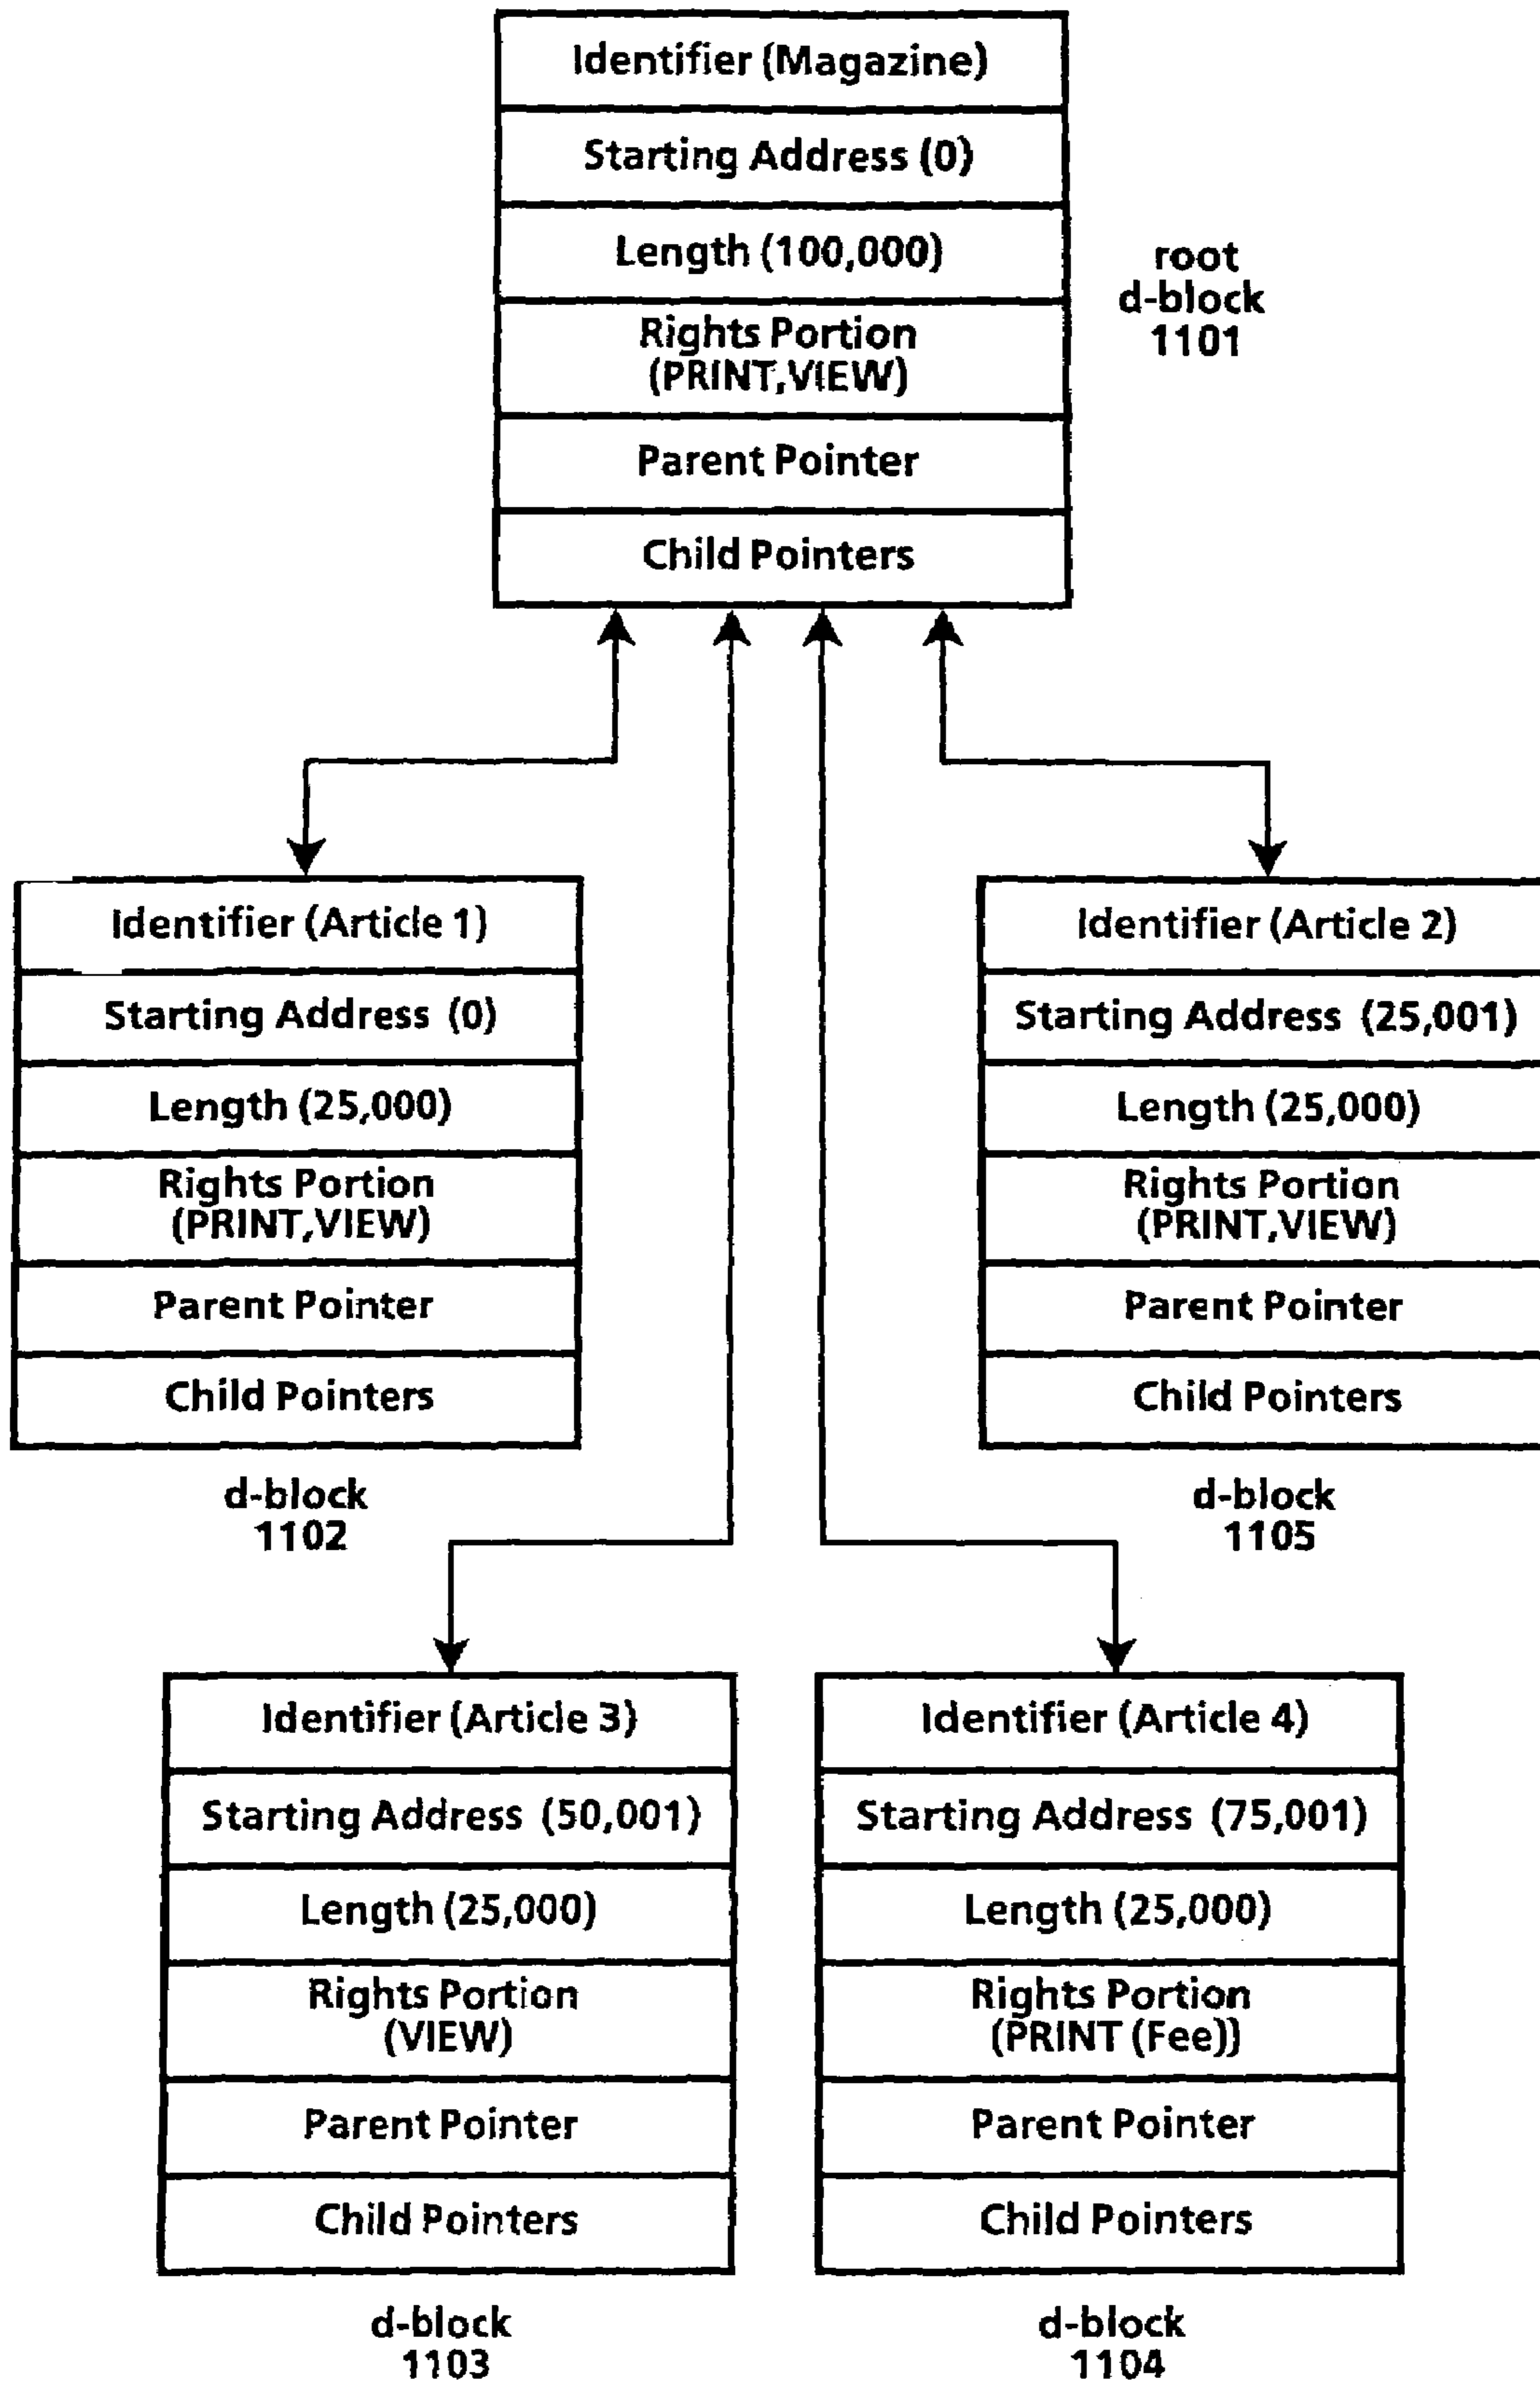 Identifier (Magazine)
Starting Address (0)
Length (100,000)
Rights Portion
(PRINT,VIEW)
Parent Pointer
Child Pointers
root
d-block
1101
Identifier (Article 1)
Starting Address (0)
Length (25,000)
Rights Portion
(PRINT,VIEW)
Parent Pointer
Child Pointers
d-block
1102
Identifier (Article 2)
Starting Address (25,001)
Length (25,000)
Rights Portion
(PRINT,VIEW)
Parent Pointer
Child Pointers
d-block
1105
Identifier (Article 3)
Starting Address (50,001)
Length (25,000)
Rights Portion
(VIEW)
Parent Pointer
Child Pointers
d-block
1103
Identifier (Article 4)
Starting Address (75,001)
Length (25,000)
Rights Portion
(PRINT (Fee))
Parent Pointer
Child Pointers
d-block
1104